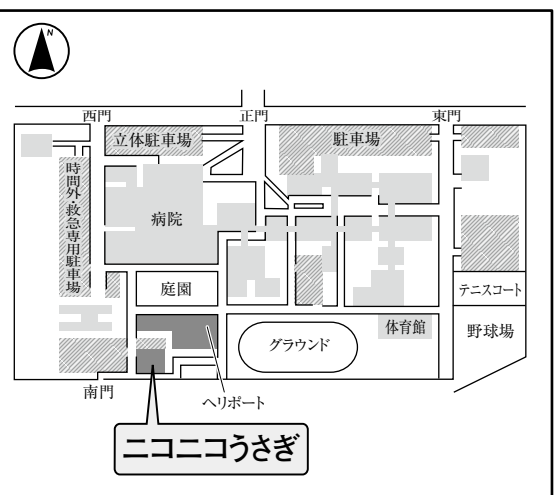 N
西門
正門
東門
立体駐車場
駐車場
時間外・救急専用駐車場
病院
庭園
テニスコート
グラウンド
体育館
野球場
南門
ヘリポート
ニコニコうさぎ